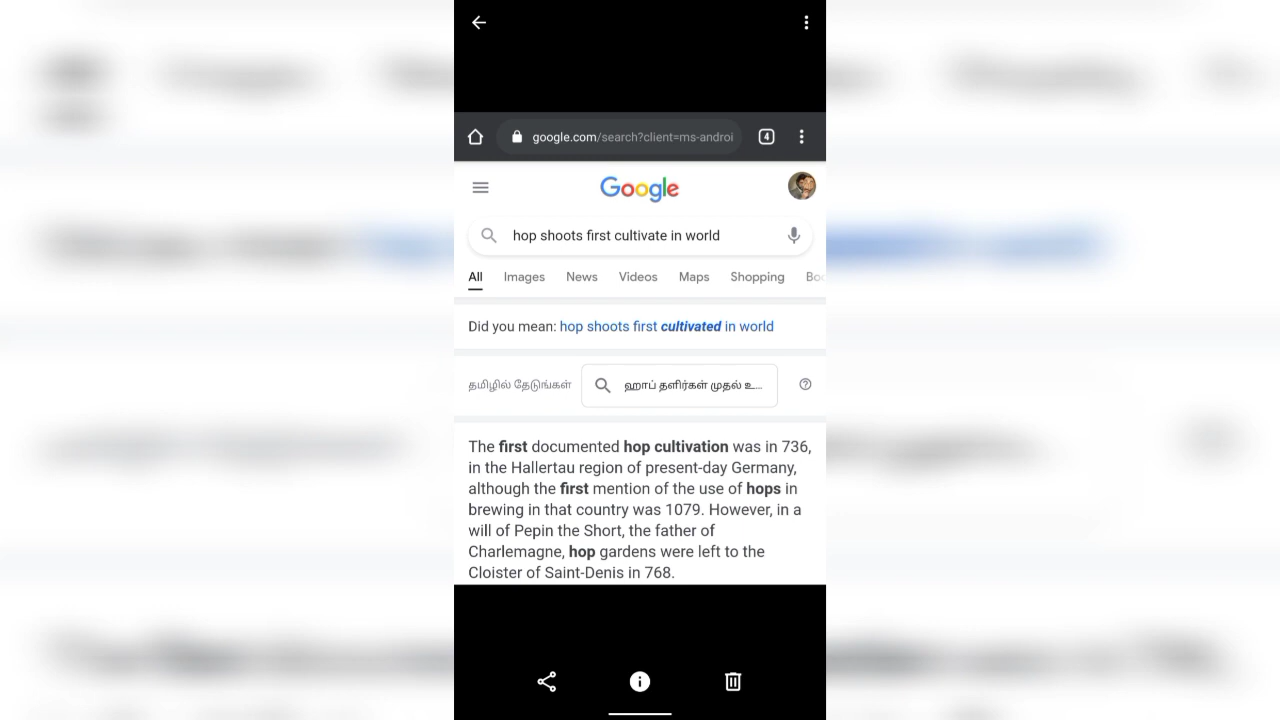 google.com/search?client=ms-androi
4
Google
hop shoots first cultivate in world
All Images News Videos Maps Shopping Boo
Did you mean: hop shoots first cultivated in world
தமிழில் தேடுங்கள் ஹாப் தளிர்கள் முதல் உ...
The first documented hop cultivation was in 736,
in the Hallertau region of present-day Germany,
although the first mention of the use of hops in
brewing in that country was 1079. However, in a
will of Pepin the Short, the father of
Charlemagne, hop gardens were left to the
Cloister of Saint-Denis in 768.